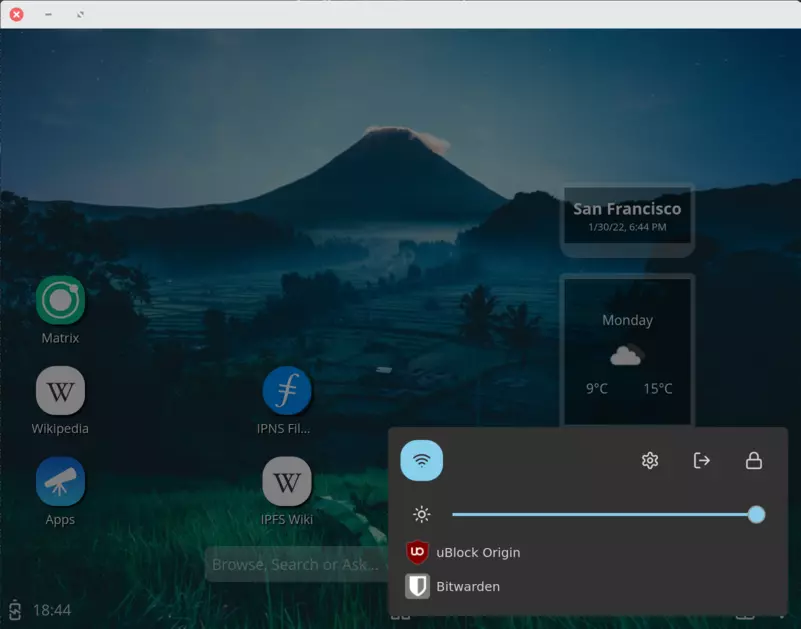 San Francisco
1/30/22, 6:44 PM
Monday
9°C 15°C
Matrix
W
Wikipedia
IPNS Fil...
Apps
W
IPFS Wiki
Browse, Search or Ask...
uBlock Origin
Bitwarden
18:44